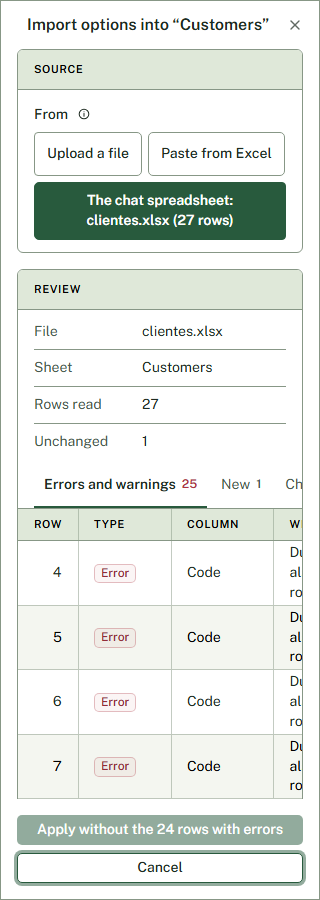 Import options into “Customers”
SOURCE
From
Upload a file
Paste from Excel
The chat spreadsheet:
clientes.xlsx (27 rows)
REVIEW
File clientes.xlsx
Sheet Customers
Rows read 27
Unchanged 1
Errors and warnings 25 New 1
ROW TYPE COLUMN
4 Error Code
5 Error Code
6 Error Code
7 Error Code
Apply without the 24 rows with errors
Cancel